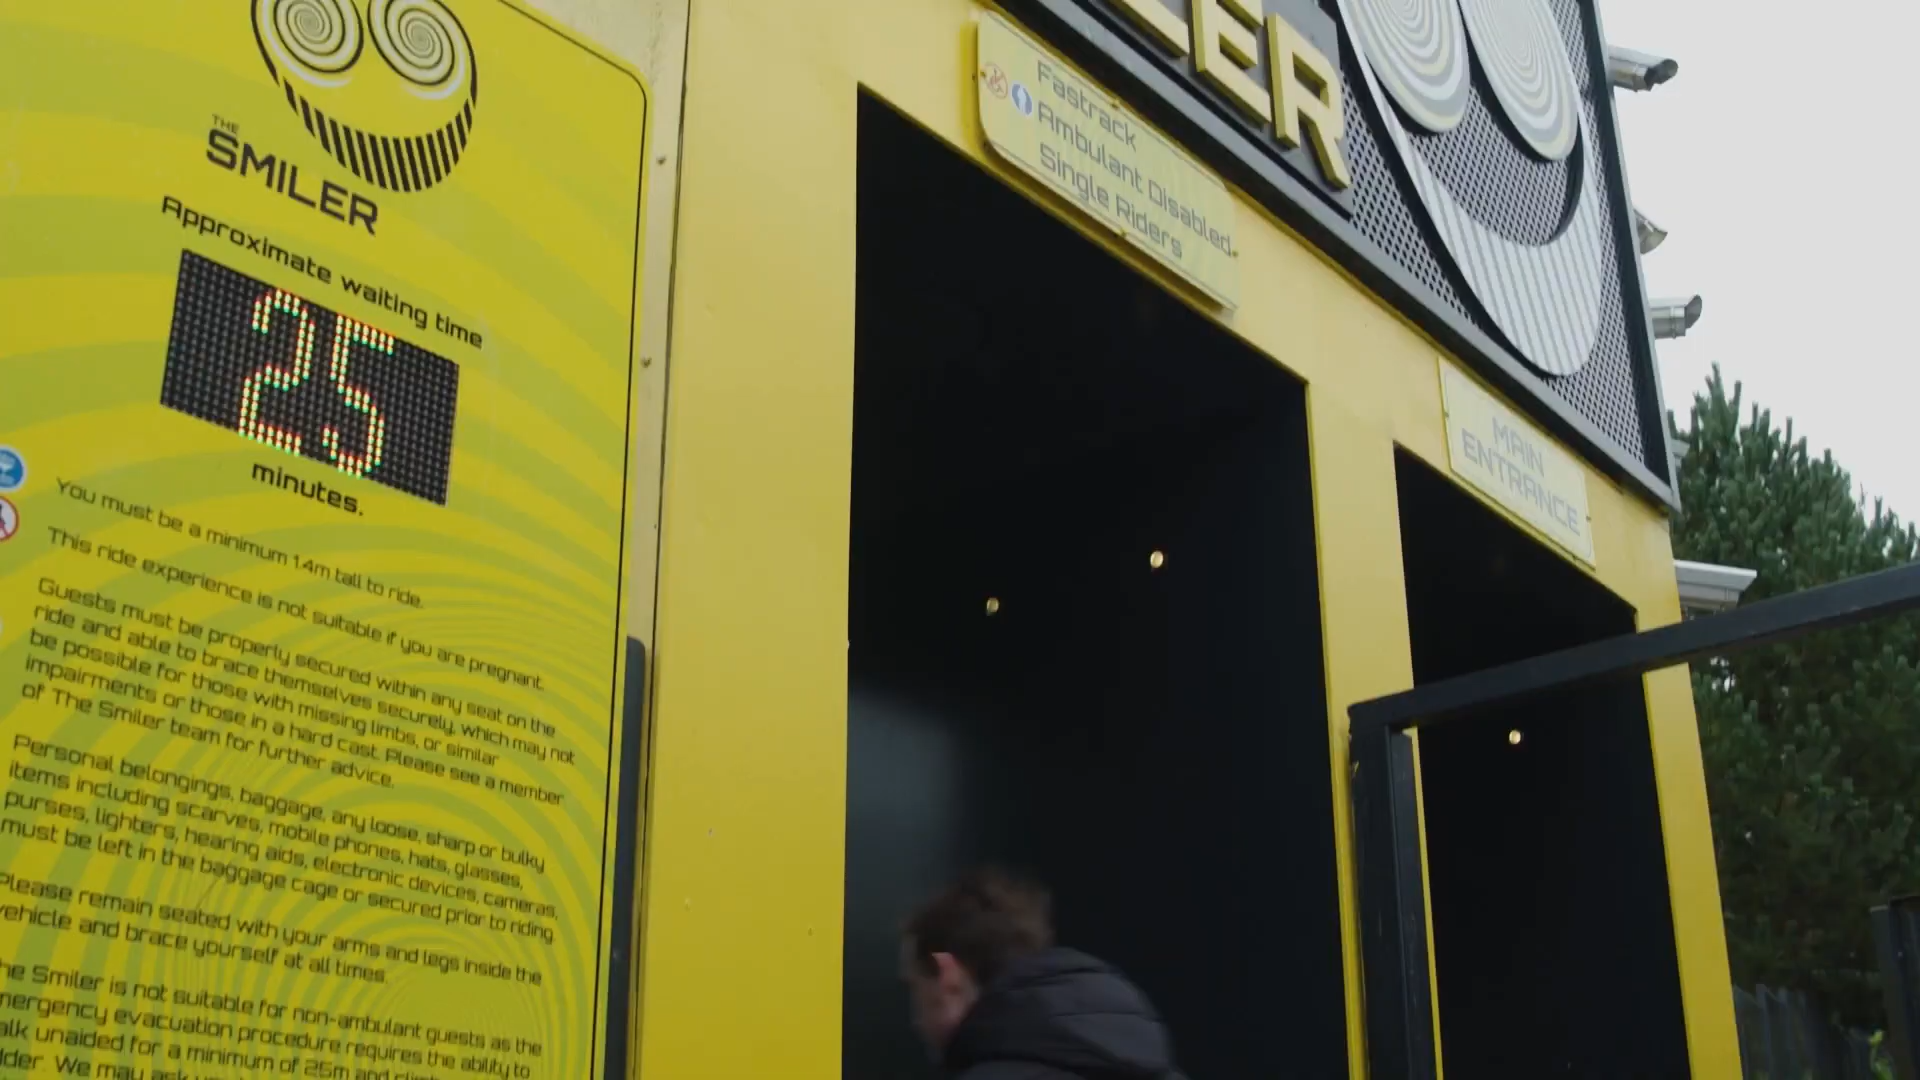 THE
SMILER
Approximate waiting time
25
minutes.
You must be a minimum 1.4m tall to ride.
This ride experience is not suitable if you are pregnant.
Guests must be properly secured within any seat on the
ride and able to brace themselves securely, which may not
be possible for those with missing limbs, or similar
impairments or those in a hard cast. Please see a member
of The Smiler team for further advice.
Personal belongings, baggage, any loose, sharp or bulky
items including scarves, mobile phones, hats, glasses,
purses, lighters, hearing aids, electronic devices, cameras,
must be left in the baggage cage or secured prior to riding.
Please remain seated with your arms and legs inside the
vehicle and brace yourself at all times.
he Smiler is not suitable for non-ambulant guests as the
mergency evacuation procedure requires the ability to
alk unaided for a minimum of 25m and
dder. We may ask
LER
Fastrack
Ambulant Disabled
Single Riders
MAIN
ENTRANCE